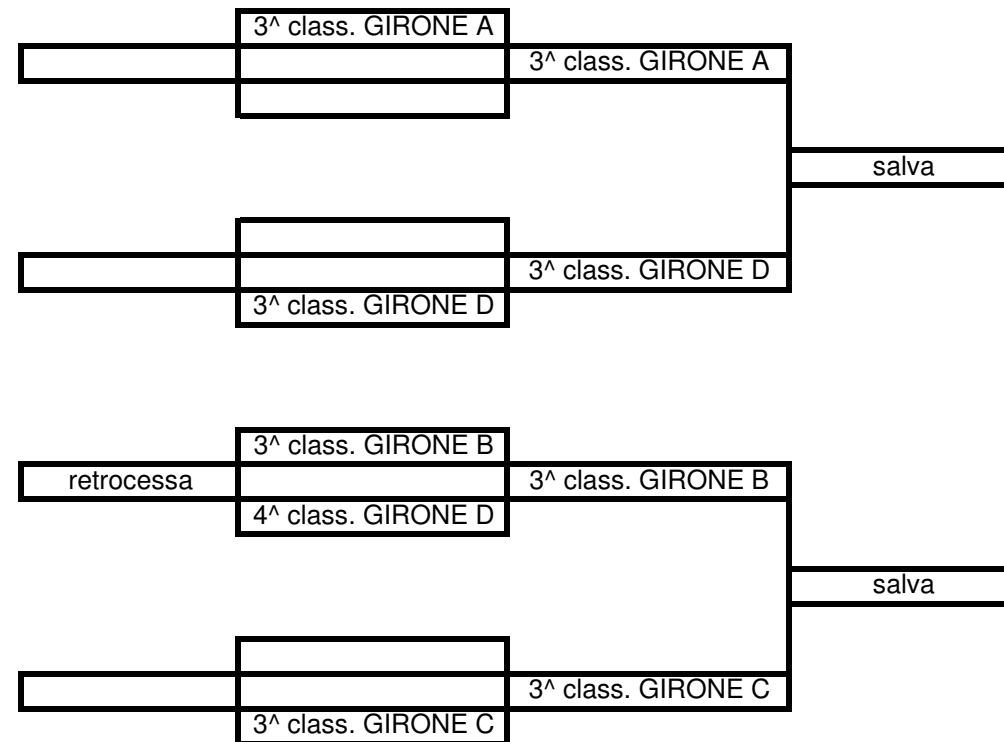 3^ class. GIRONE A
3^ class. GIRONE A
salva
3^ class. GIRONE D
3^ class. GIRONE D
3^ class. GIRONE B
retrocessa
3^ class. GIRONE B
4^ class. GIRONE D
salva
3^ class. GIRONE C
3^ class. GIRONE C